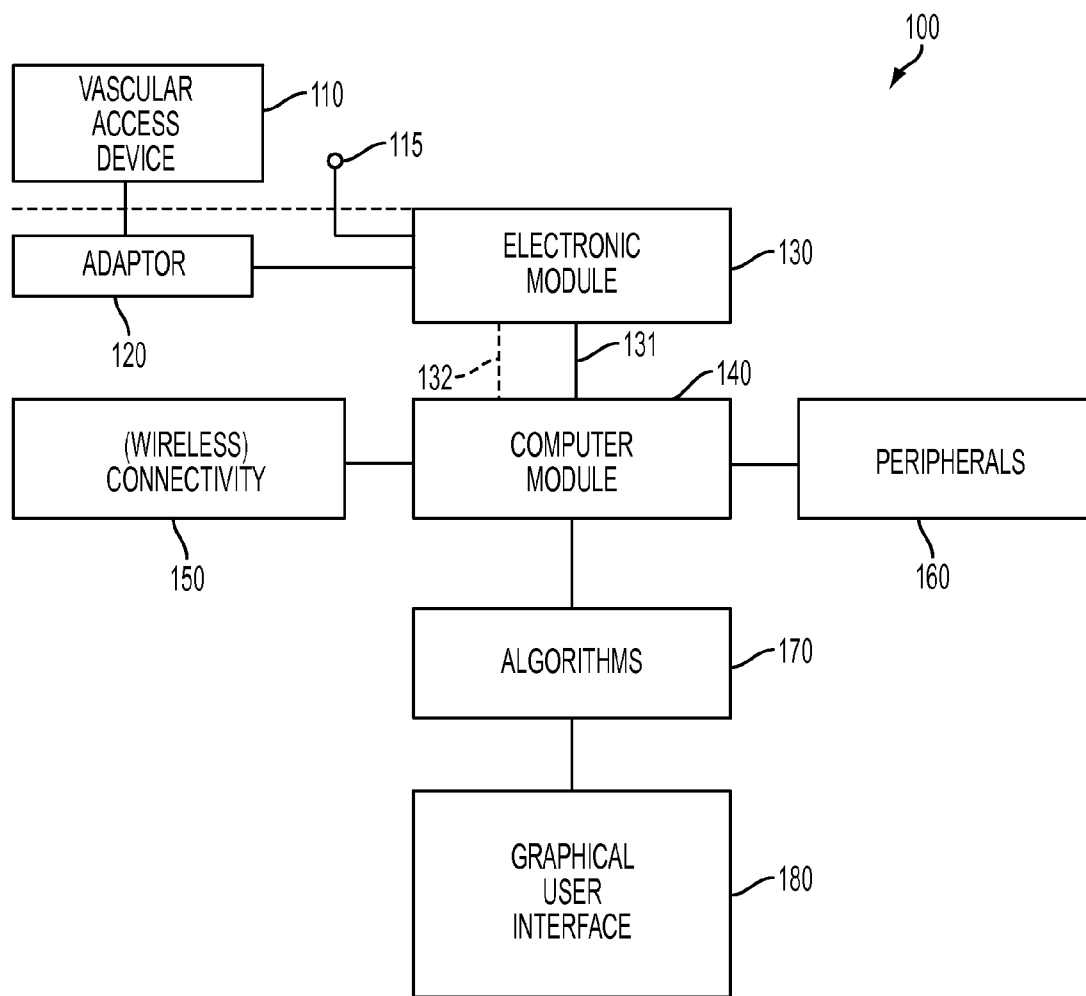 100
VASCULAR
ACCESS
DEVICE
110
115
ADAPTOR
120
ELECTRONIC
MODULE
130
132
131
140
(WIRELESS)
CONNECTIVITY
150
COMPUTER
MODULE
PERIPHERALS
160
ALGORITHMS
170
GRAPHICAL
USER
INTERFACE
180